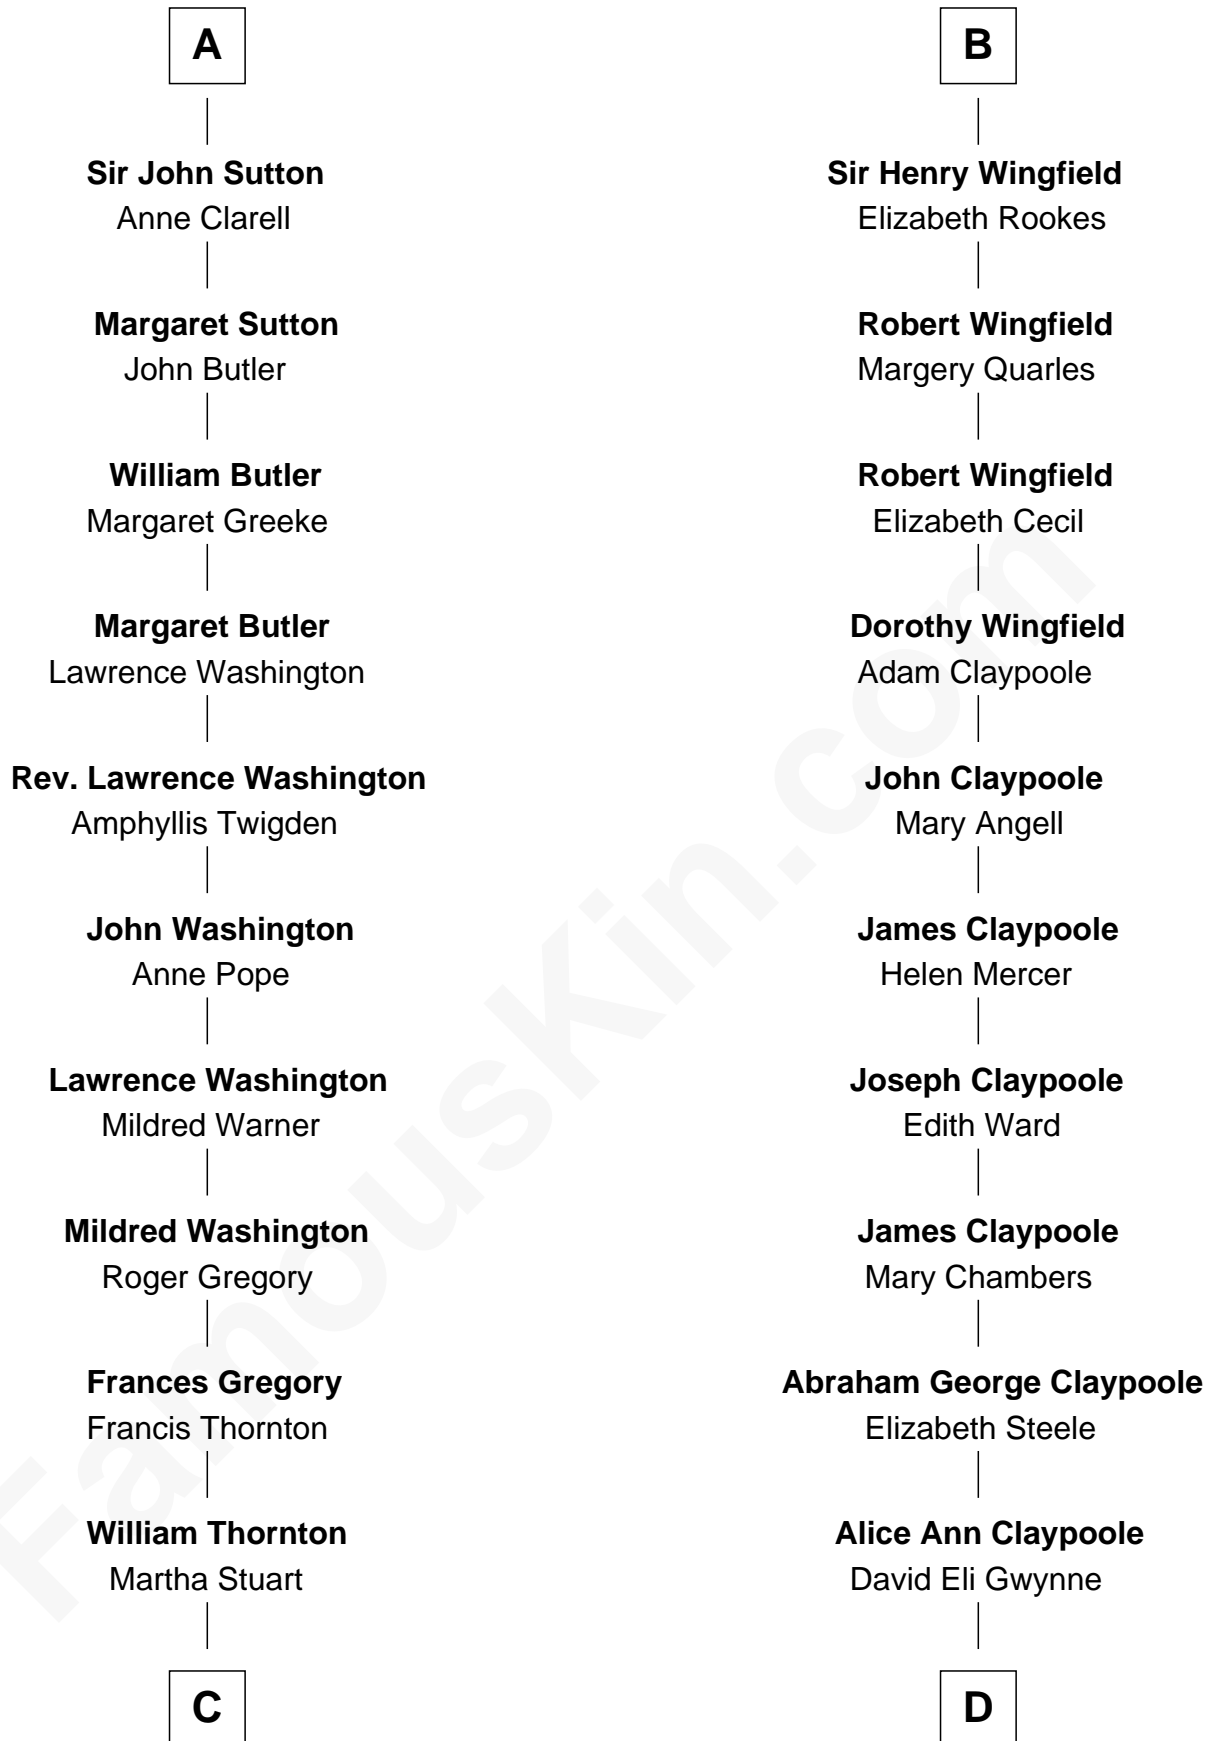 A
Sir John Sutton
Anne Clarell
Margaret Sutton
John Butler
William Butler
Margaret Greeke
Margaret Butler
Lawrence Washington
Rev. Lawrence Washington
Amphyllis Twigden
John Washington
Anne Pope
Lawrence Washington
Mildred Warner
Mildred Washington
Roger Gregory
Frances Gregory
Francis Thornton
William Thornton
Martha Stuart
C
B
Sir Henry Wingfield
Elizabeth Rookes
Robert Wingfield
Margery Quarles
Robert Wingfield
Elizabeth Cecil
Dorothy Wingfield
Adam Claypoole
John Claypoole
Mary Angell
James Claypoole
Helen Mercer
Joseph Claypoole
Edith Ward
James Claypoole
Mary Chambers
Abraham George Claypoole
Elizabeth Steele
Alice Ann Claypoole
David Eli Gwynne
D
FamousKin.com